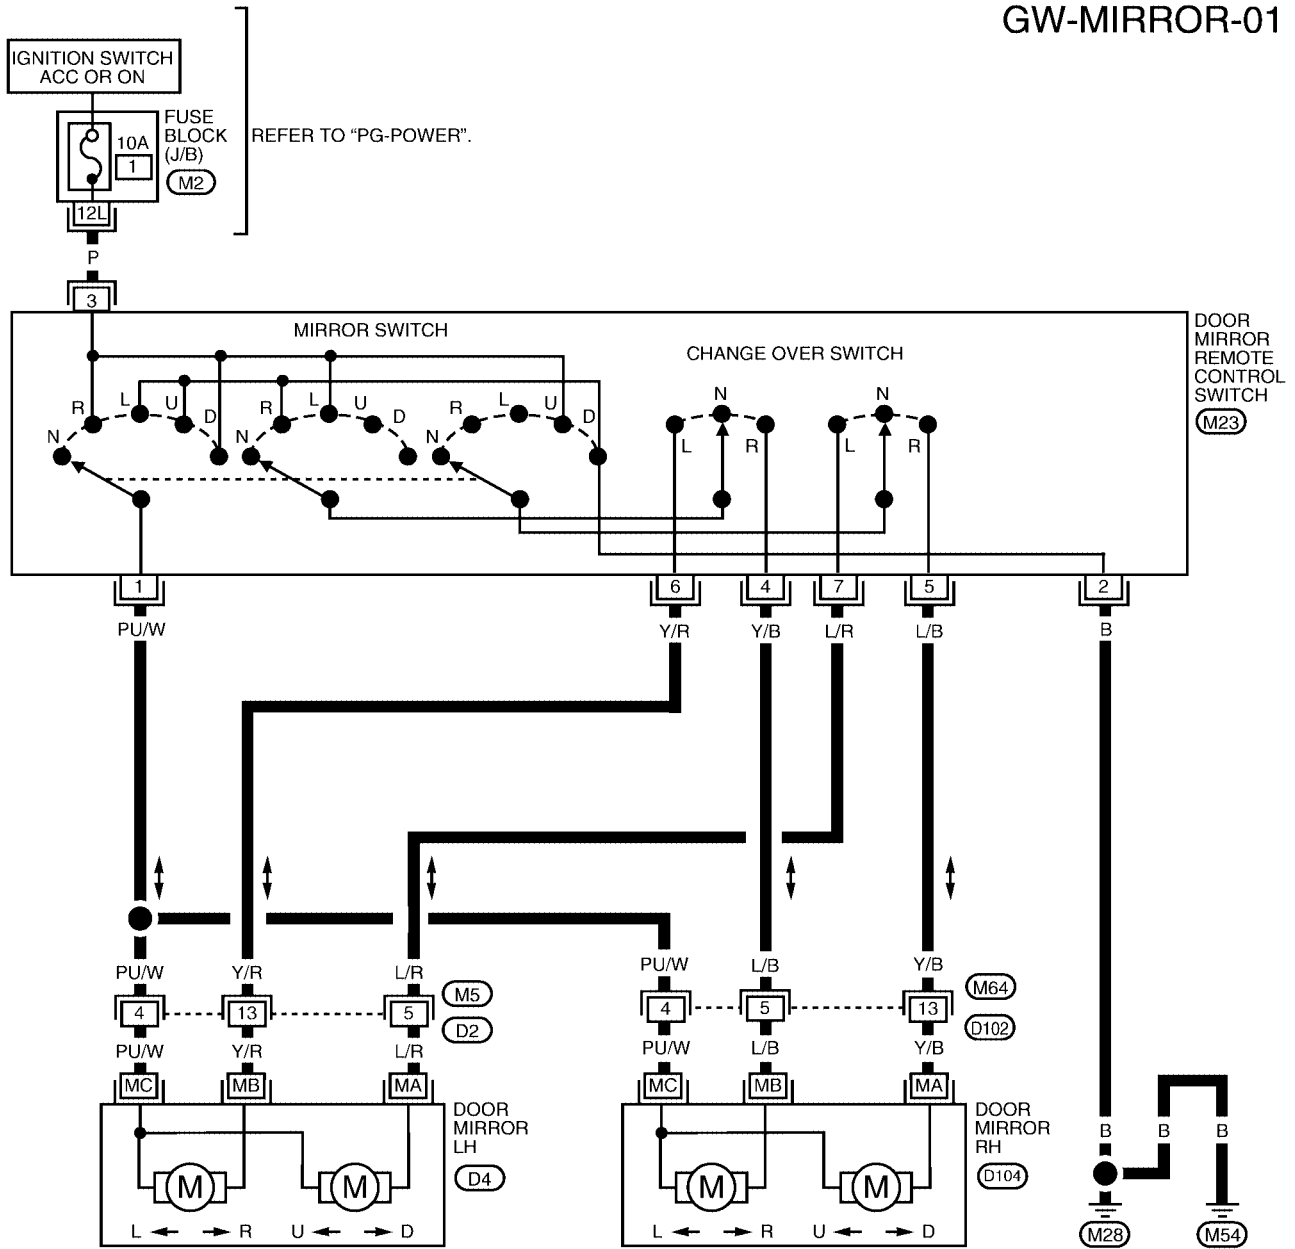 GW-MIRROR-01
IGNITION SWITCH
ACC OR ON
FUSE
BLOCK
(J/B)
M2
10A
1
REFER TO “PG-POWER”.
12L
P
3
MIRROR SWITCH
CHANGE OVER SWITCH
DOOR
MIRROR
REMOTE
CONTROL
SWITCH
M23
N R L U D
N R L U D
N R L U D
L N R
L N R
1 6 4 7 5 2
PU/W Y/R Y/B L/R L/B B
PU/W Y/R L/R PU/W L/B Y/B
M5
M64
4 13 5 4 5 13
D2
D102
PU/W Y/R L/R PU/W L/B Y/B
MC MB MA MC MB MA
DOOR
MIRROR
LH
D4
DOOR
MIRROR
RH
D104
B B B
M M M M
L R U D L R U D
M28 M54